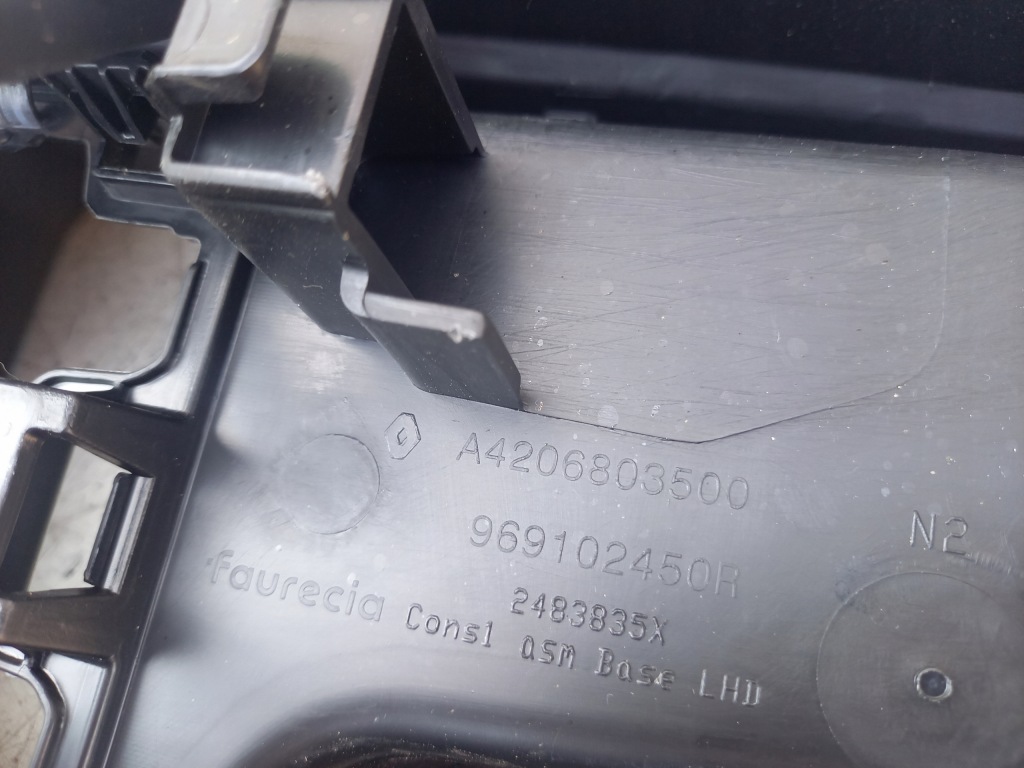 A4206803500
969102450R
N2
faurecia
2483835X
Consl asm Base LHD